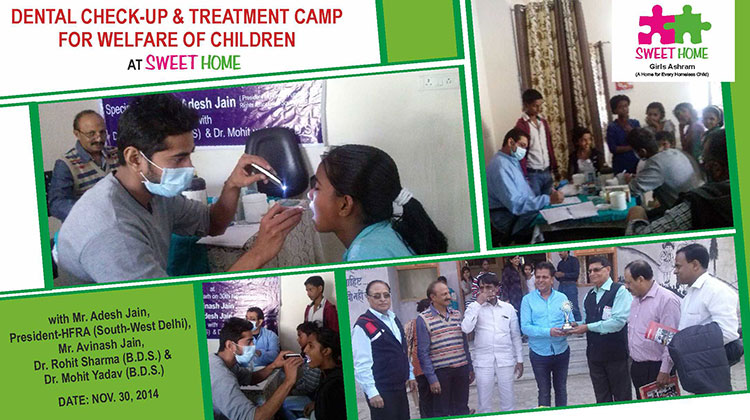 DENTAL CHECK-UP & TREATMENT CAMP
FOR WELFARE OF CHILDREN
AT SWEET HOME
SWEET HOME
Girls Ashram
(A Home for Every Homeless Child)
Adesh Jain
with
& Dr. Mohit
with Mr. Adesh Jain,
President-HFRA (South-West Delhi),
Mr. Avinash Jain,
Dr. Rohit Sharma (B.D.S.) &
Dr. Mohit Yadav (B.D.S.)
DATE: NOV. 30, 2014
at